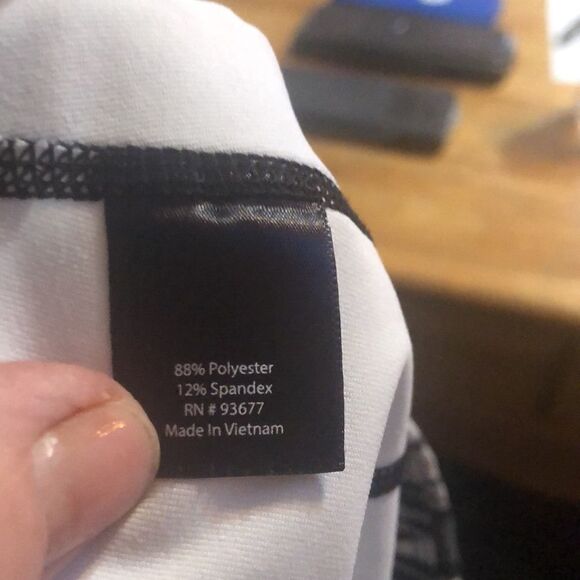 88% Polyester
12% Spandex
RN # 93677
Made In Vietnam